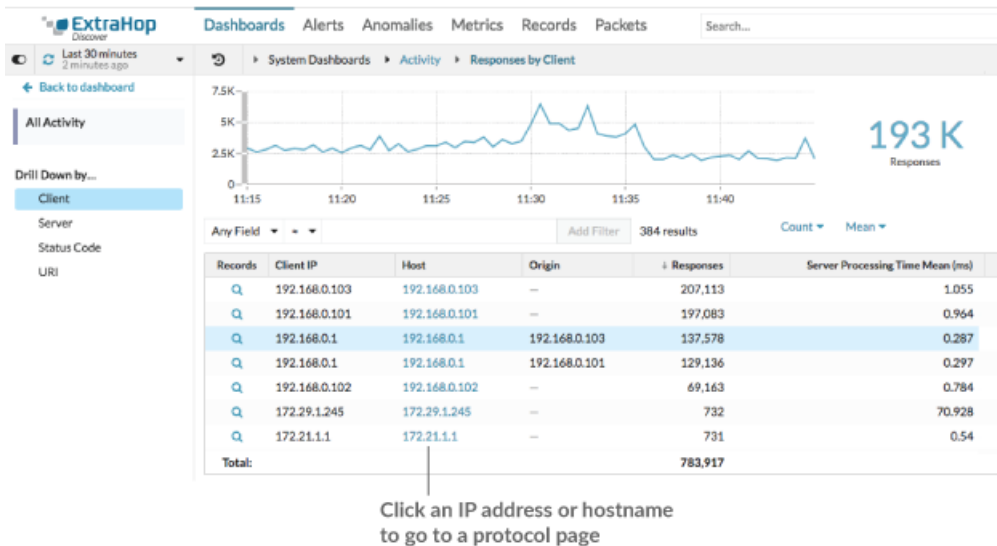 ExtraHop
Discover
Dashboards Alerts Anomalies Metrics Records Packets Search...
Last 30 minutes
2 minutes ago
System Dashboards Activity Responses by Client
Back to dashboard
All Activity
Drill Down by...
Client
Server
Status Code
URI
7.5K
5K
2.5K
0
11:15 11:20 11:25 11:30 11:35 11:40
193 K
Responses
Any Field = Add Filter 384 results Count Mean
Records Client IP Host Origin ↓ Responses Server Processing Time Mean (ms)
192.168.0.103 192.168.0.103 — 207,113 1.055
192.168.0.101 192.168.0.101 — 197,083 0.964
192.168.0.1 192.168.0.1 192.168.0.103 137,578 0.287
192.168.0.1 192.168.0.1 192.168.0.101 129,136 0.297
192.168.0.102 192.168.0.102 — 69,163 0.784
172.29.1.245 172.29.1.245 — 732 70.928
172.21.1.1 172.21.1.1 — 731 0.54
Total: 783,917
Click an IP address or hostname
to go to a protocol page